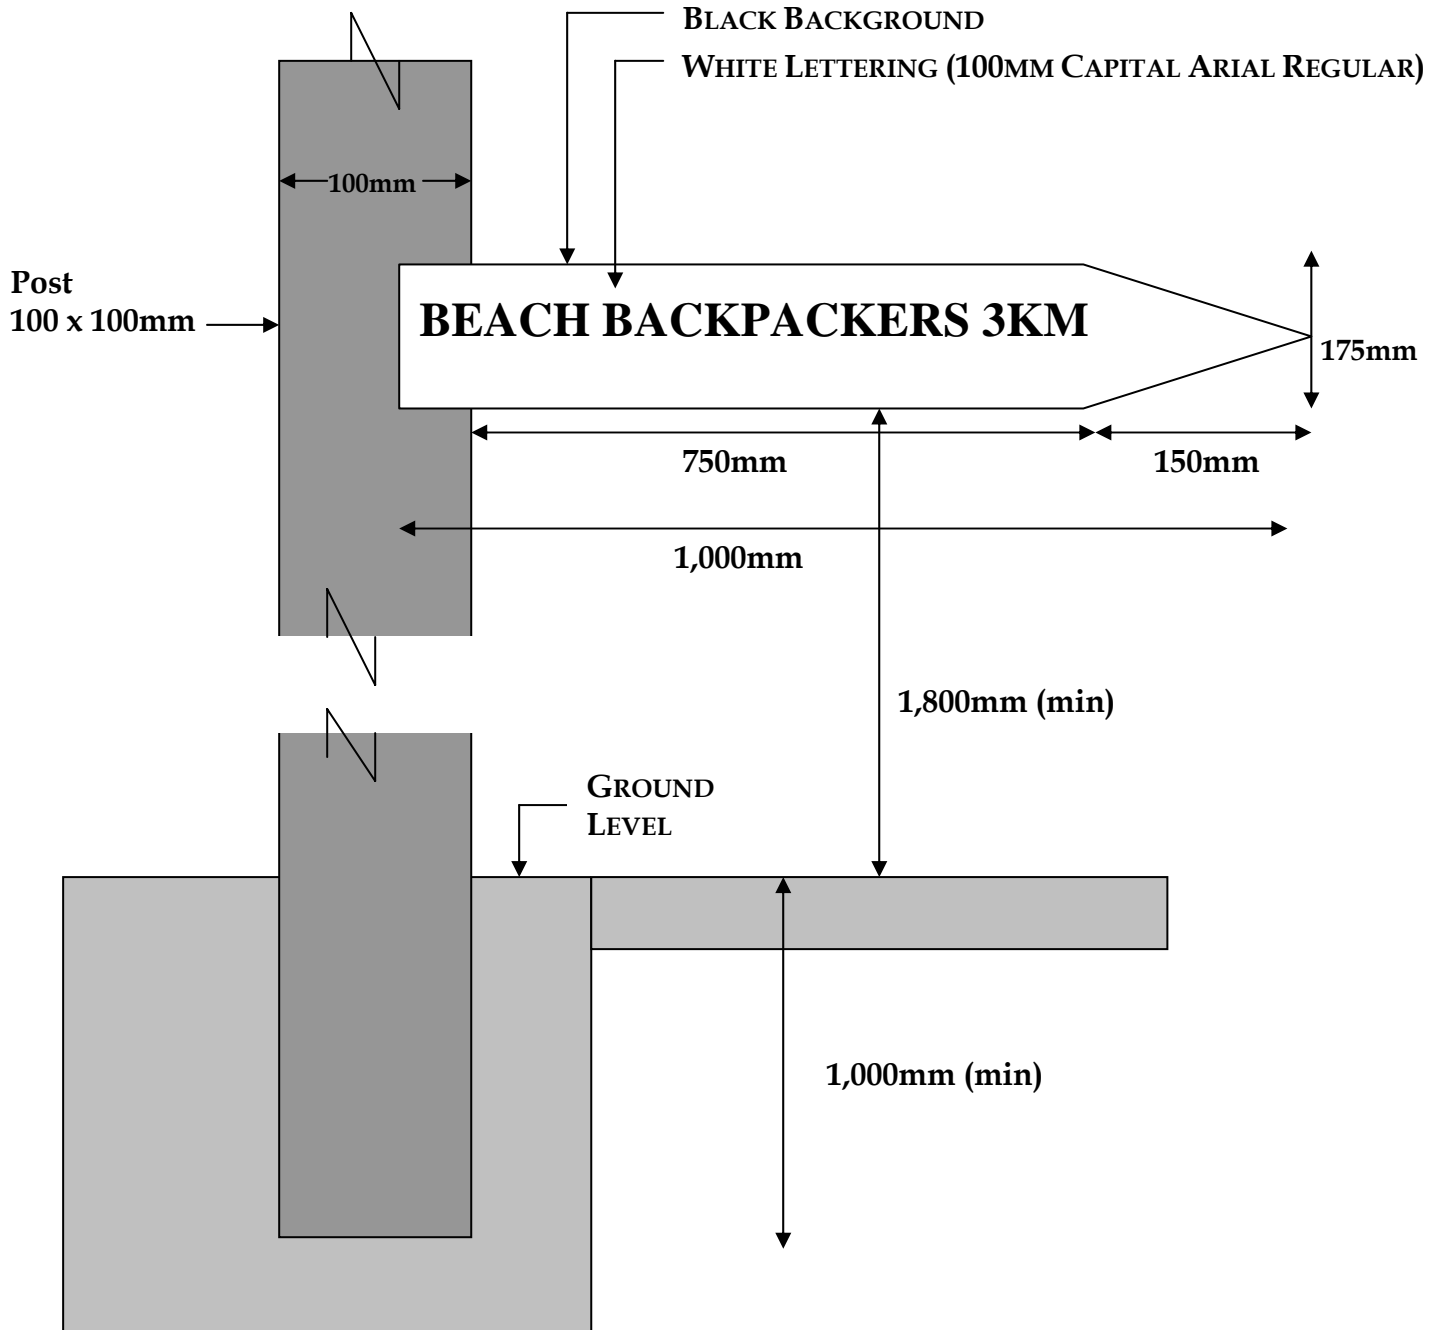 BLACK BACKGROUND
WHITE LETTERING (100MM CAPITAL ARIAL REGULAR)
100mm
Post
100 x 100mm
BEACH BACKPACKERS 3KM
175mm
750mm
150mm
1,000mm
1,800mm (min)
GROUND
LEVEL
1,000mm (min)